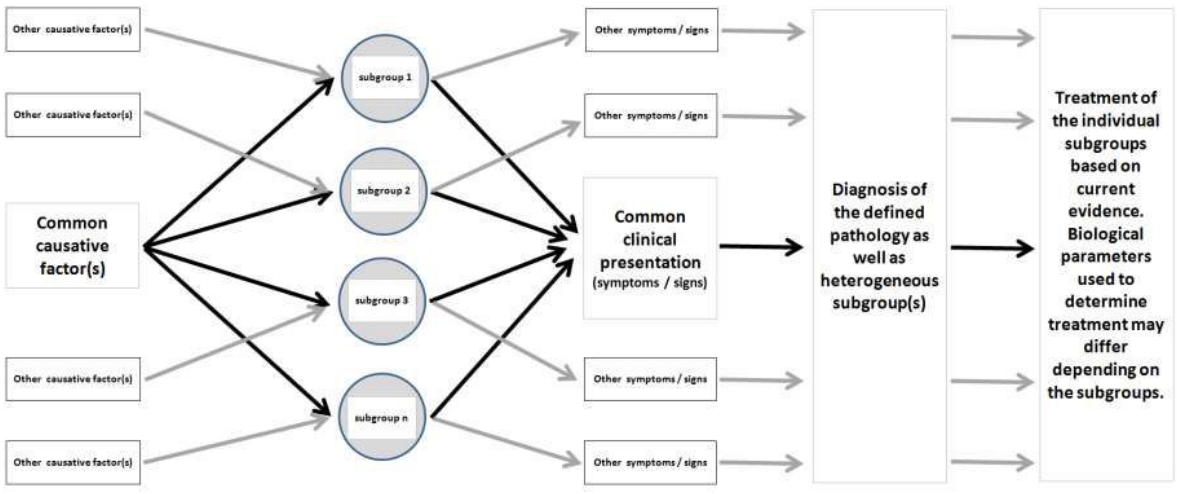 Other causative factor(s)
Other causative factor(s)
Common
causative
factor(s)
Other causative factor(s)
Other causative factor(s)
subgroup 1
subgroup 2
subgroup 3
subgroup n
Other symptoms / signs
Other symptoms / signs
Common
clinical
presentation
(symptoms / signs)
Other symptoms / signs
Other symptoms / signs
Diagnosis of
the defined
pathology as
well as
heterogeneous
subgroup(s)
Treatment of
the individual
subgroups
based on
current
evidence.
Biological
parameters
used to
determine
treatment may
differ
depending on
the subgroups.